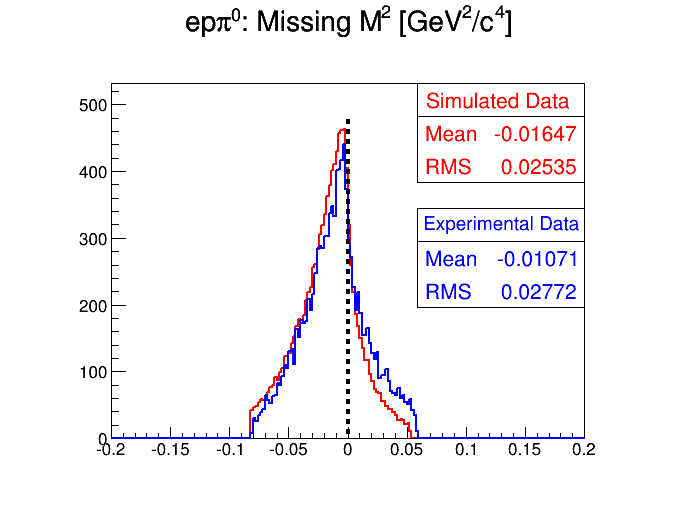 epπ⁰: Missing M² [GeV²/c⁴]
Simulated Data
Mean -0.01647
RMS 0.02535
Experimental Data
Mean -0.01071
RMS 0.02772
500
400
300
200
100
0
-0.2 -0.15 -0.1 -0.05 0 0.05 0.1 0.15 0.2